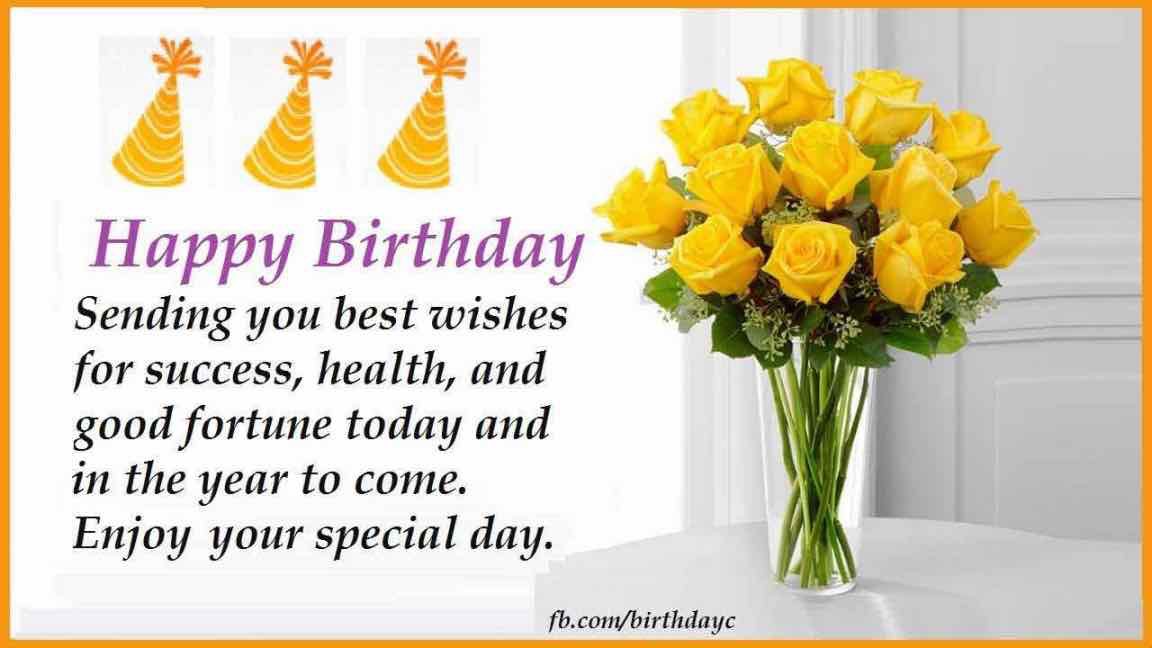 Happy Birthday
Sending you best wishes
for success, health, and
good fortune today and
in the year to come.
Enjoy your special day.
fb.com/birthdayc